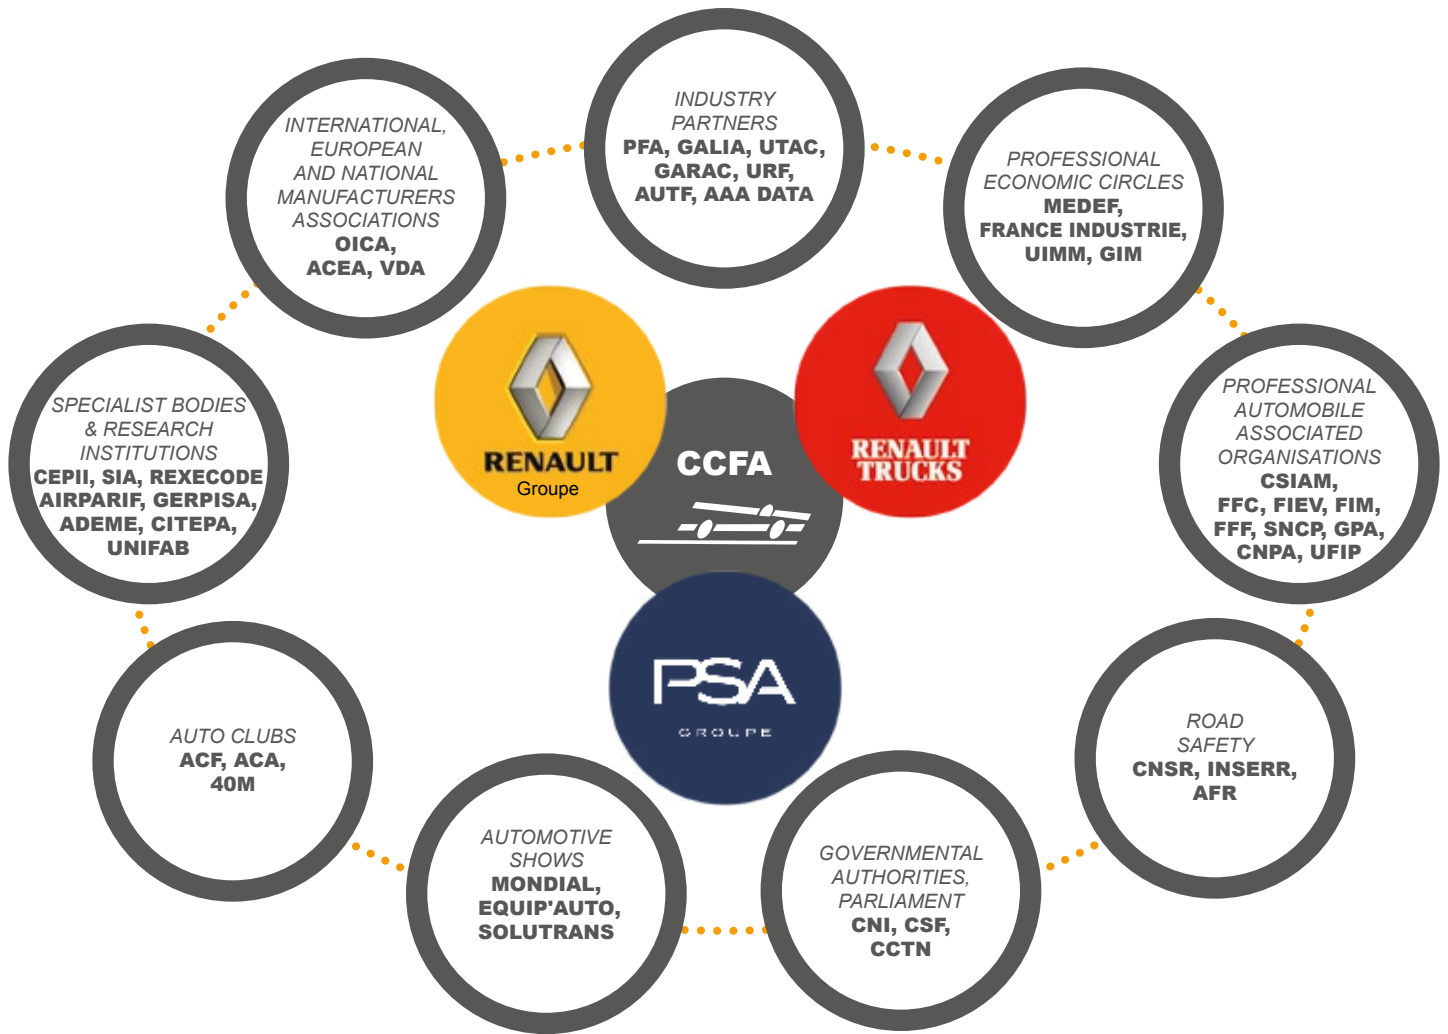 INDUSTRY
PARTNERS
PFA, GALIA, UTAC,
GARAC, URF,
AUTF, AAA DATA
INTERNATIONAL,
EUROPEAN
AND NATIONAL
MANUFACTURERS
ASSOCIATIONS
OICA,
ACEA, VDA
PROFESSIONAL
ECONOMIC CIRCLES
MEDEF,
FRANCE INDUSTRIE,
UIMM, GIM
SPECIALIST BODIES
& RESEARCH
INSTITUTIONS
CEPII, SIA, REXECODE
AIRPARIF, GERPISA,
ADEME, CITEPA,
UNIFAB
RENAULT
Groupe
CCFA
RENAULT
TRUCKS
PROFESSIONAL
AUTOMOBILE
ASSOCIATED
ORGANISATIONS
CSIAM,
FFC, FIEV, FIM,
FFF, SNCP, GPA,
CNPA, UFIP
PSA
GROUPE
AUTO CLUBS
ACF, ACA,
40M
ROAD
SAFETY
CNSR, INSERR,
AFR
AUTOMOTIVE
SHOWS
MONDIAL,
EQUIP'AUTO,
SOLUTRANS
GOVERNMENTAL
AUTHORITIES,
PARLIAMENT
CNI, CSF,
CCTN